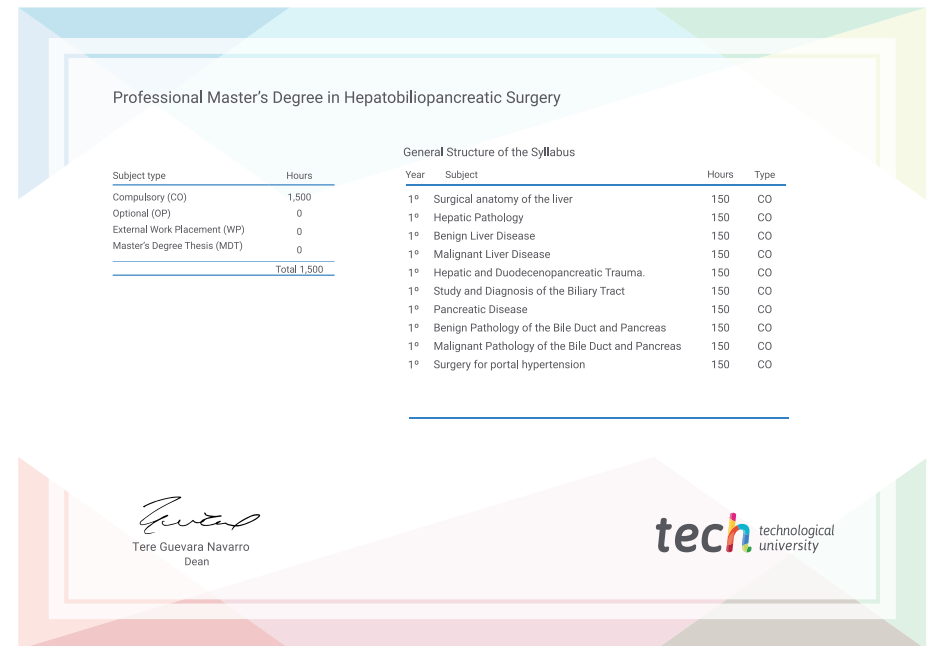 Professional Master's Degree in Hepatobiliopancreatic Surgery
Subject type Hours
Compulsory (CO) 1,500
Optional (OP) 0
External Work Placement (WP) 0
Master's Degree Thesis (MDT) 0
Total 1,500
General Structure of the Syllabus
Year Subject Hours Type
1º Surgical anatomy of the liver 150 CO
1º Hepatic Pathology 150 CO
1º Benign Liver Disease 150 CO
1º Malignant Liver Disease 150 CO
1º Hepatic and Duodecenopancreatic Trauma. 150 CO
1º Study and Diagnosis of the Biliary Tract 150 CO
1º Pancreatic Disease 150 CO
1º Benign Pathology of the Bile Duct and Pancreas 150 CO
1º Malignant Pathology of the Bile Duct and Pancreas 150 CO
1º Surgery for portal hypertension 150 CO
Tere Guevara Navarro
Dean
tech technological
university